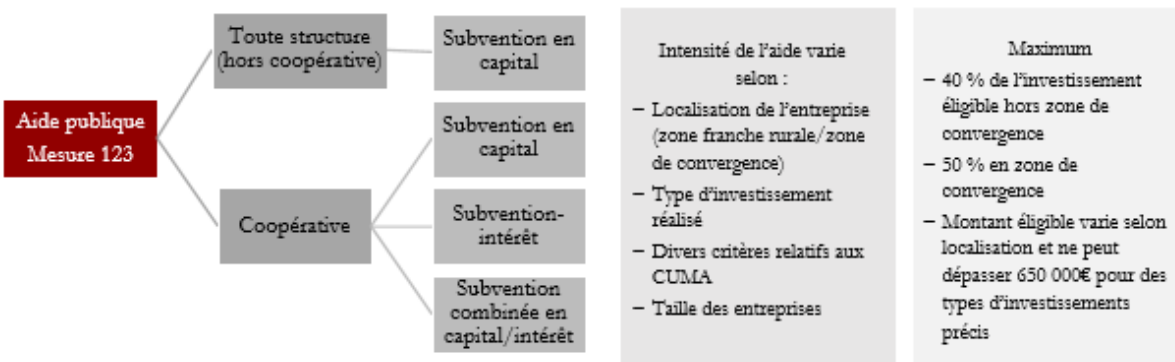 Aide publique
Mesure 123
Toute structure
(hors coopérative)
Coopérative
Subvention en
capital
Subvention en
capital
Subvention-
intérêt
Subvention
combinée en
capital/intérêt
Intensité de l'aide varie
selon :
– Localisation de l'entreprise
(zone franche rurale/zone
de convergence)
– Type d'investissement
réalisé
– Divers critères relatifs aux
CUMA
– Taille des entreprises
Maximum
– 40 % de l'investissement
éligible hors zone de
convergence
– 50 % en zone de
convergence
– Montant éligible varie selon
localisation et ne peut
dépasser 650 000€ pour des
types d'investissements
précis